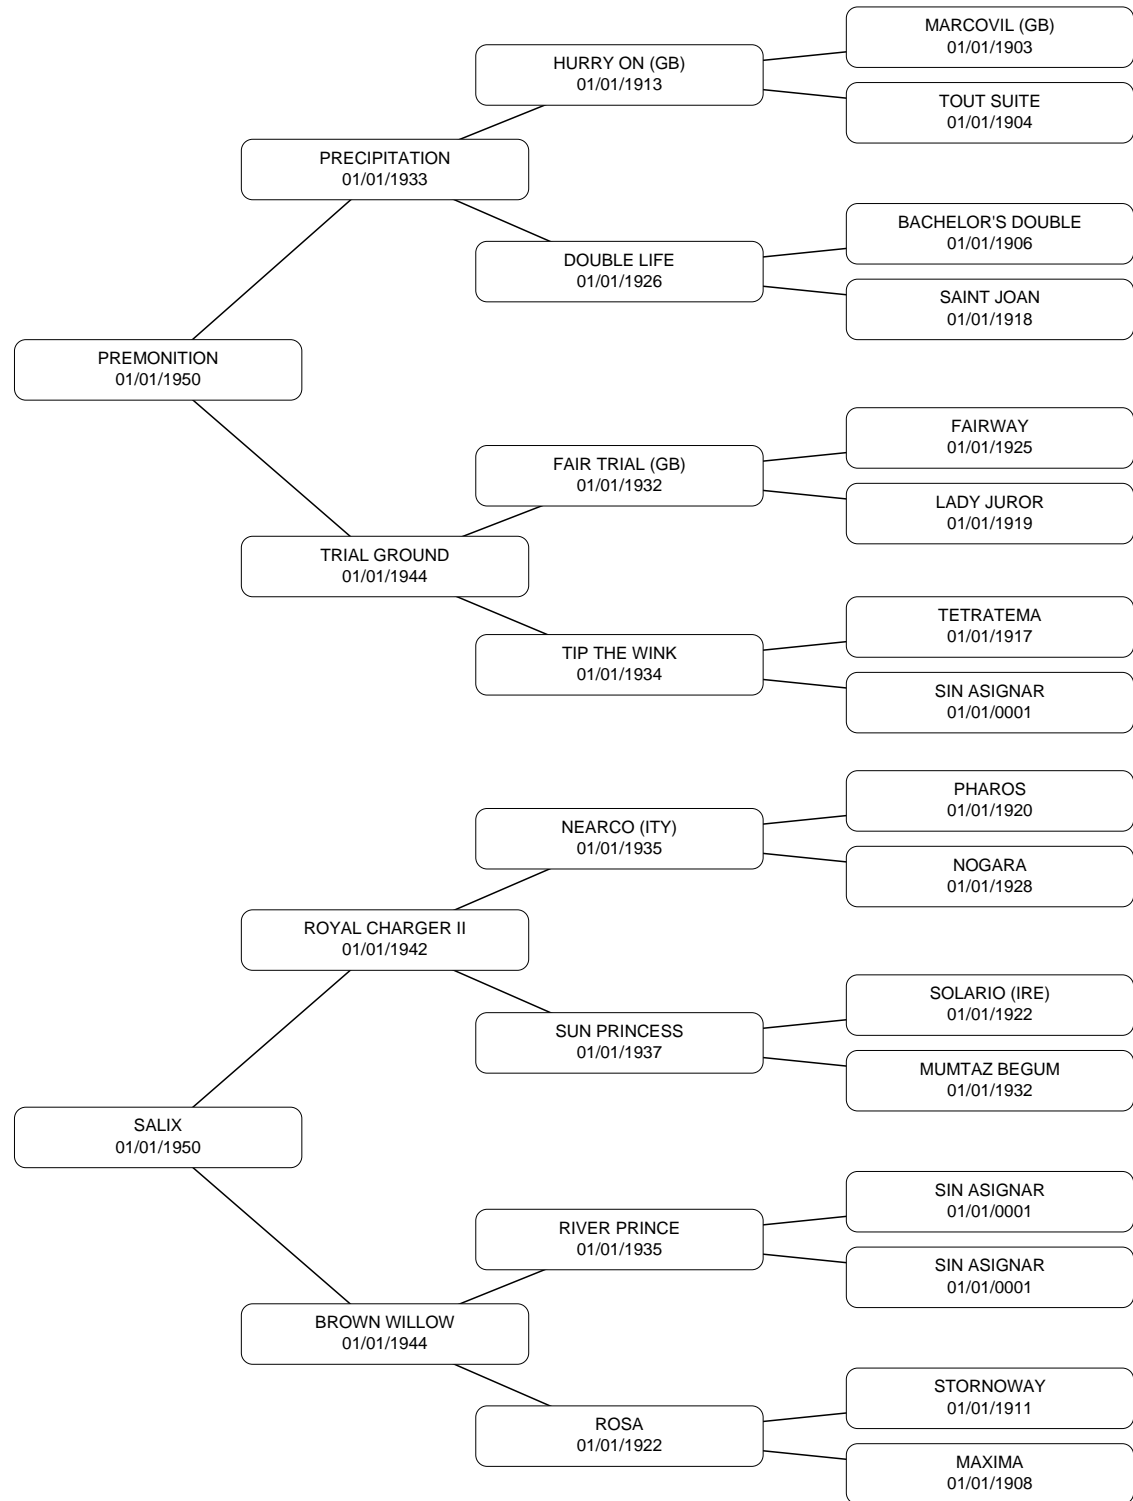 MARCOVIL (GB)
01/01/1903
HURRY ON (GB)
01/01/1913
TOUT SUITE
01/01/1904
PRECIPITATION
01/01/1933
BACHELOR'S DOUBLE
01/01/1906
DOUBLE LIFE
01/01/1926
SAINT JOAN
01/01/1918
PREMONITION
01/01/1950
FAIRWAY
01/01/1925
FAIR TRIAL (GB)
01/01/1932
LADY JUROR
01/01/1919
TRIAL GROUND
01/01/1944
TETRATEMA
01/01/1917
TIP THE WINK
01/01/1934
SIN ASIGNAR
01/01/0001
PHAROS
01/01/1920
NEARCO (ITY)
01/01/1935
NOGARA
01/01/1928
ROYAL CHARGER II
01/01/1942
SOLARIO (IRE)
01/01/1922
SUN PRINCESS
01/01/1937
MUMTAZ BEGUM
01/01/1932
SALIX
01/01/1950
SIN ASIGNAR
01/01/0001
RIVER PRINCE
01/01/1935
SIN ASIGNAR
01/01/0001
BROWN WILLOW
01/01/1944
STORNOWAY
01/01/1911
ROSA
01/01/1922
MAXIMA
01/01/1908